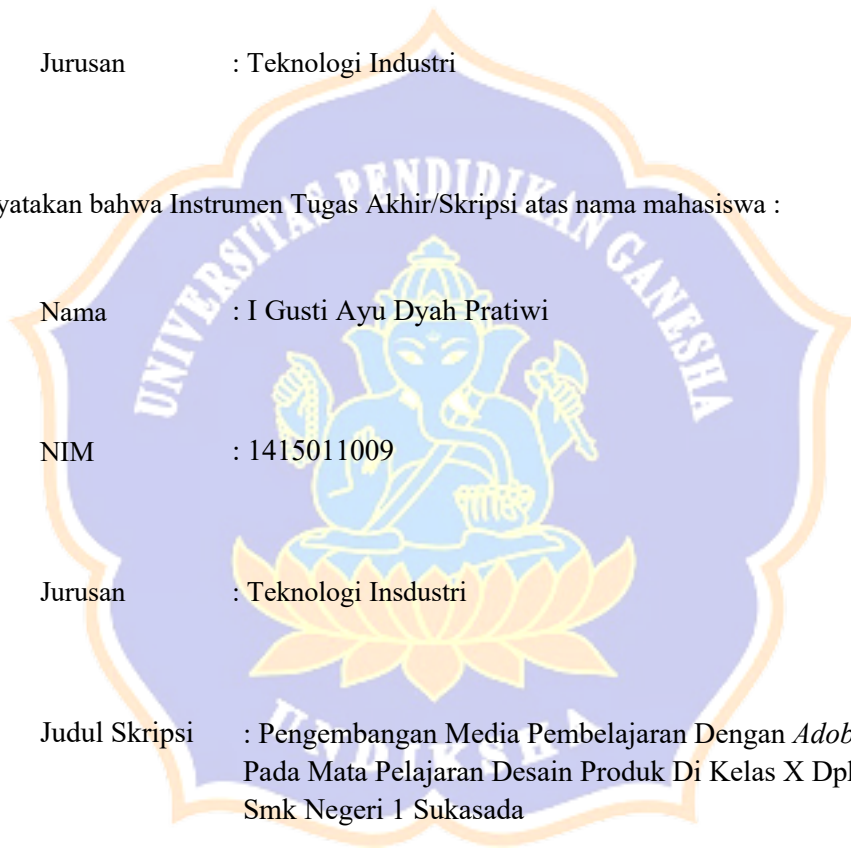 Jurusan : Teknologi Industri
yatakan bahwa Instrumen Tugas Akhir/Skripsi atas nama mahasiswa :
UNIVERSITAS PENDIDIKAN GANESHA
Nama : I Gusti Ayu Dyah Pratiwi
NIM : 1415011009
Jurusan : Teknologi Insdustri
Judul Skripsi : Pengembangan Media Pembelajaran Dengan Adob
Pada Mata Pelajaran Desain Produk Di Kelas X Dpl
Smk Negeri 1 Sukasada
UNDIKSHA